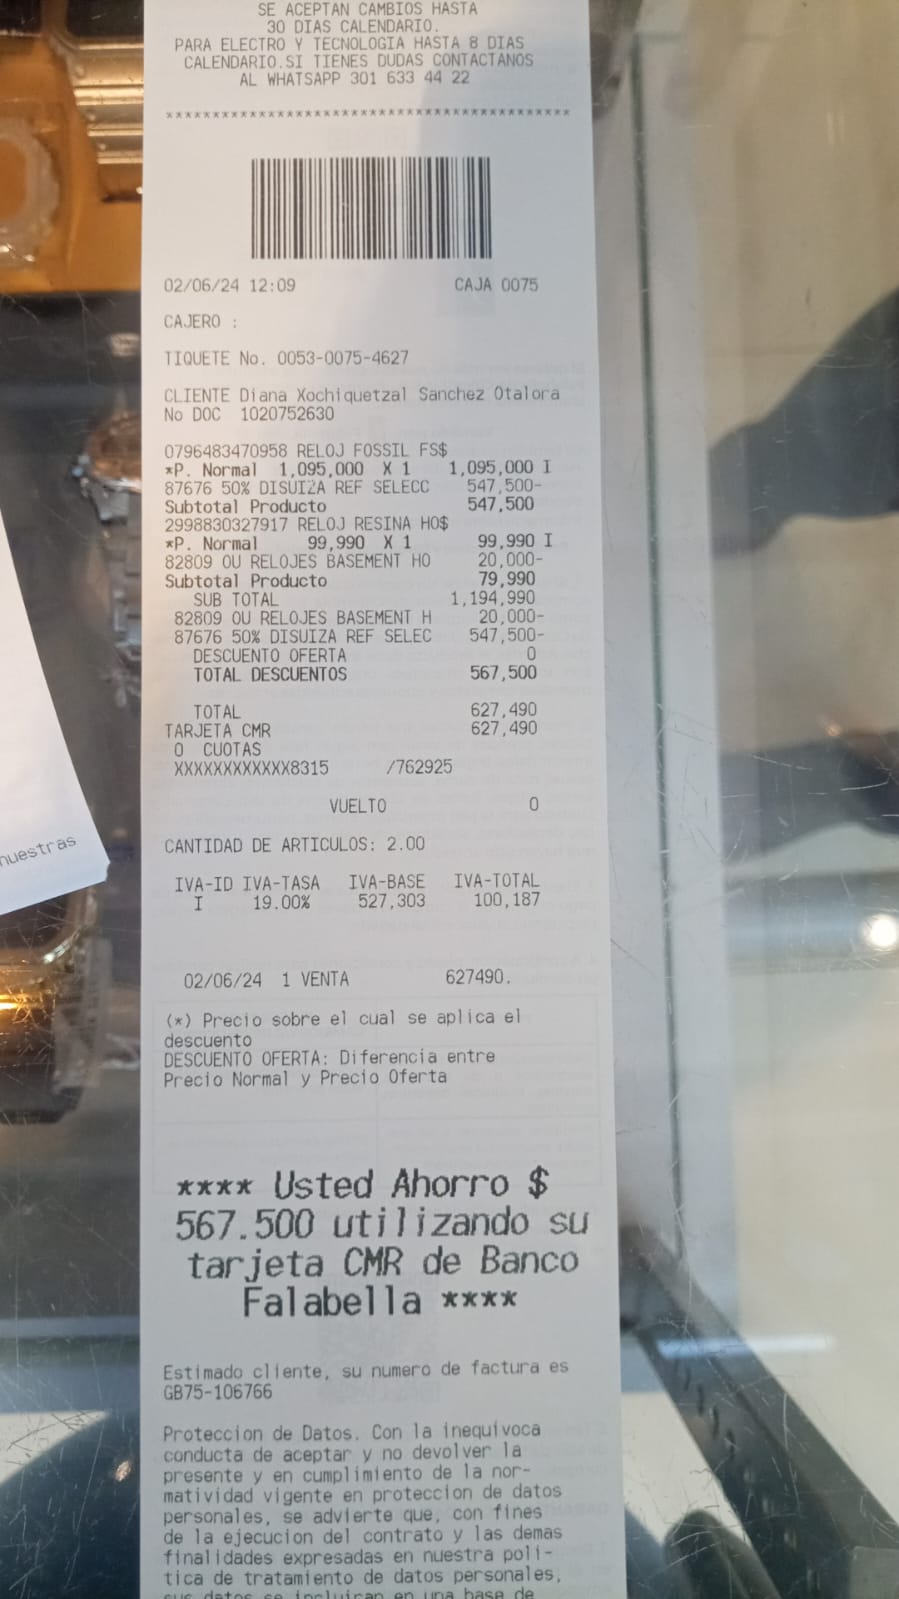 SE ACEPTAN CAMBIOS HASTA
30 DIAS CALENDARIO.
PARA ELECTRO Y TECNOLOGIA HASTA 8 DIAS
CALENDARIO.SI TIENES DUDAS CONTACTANOS
AL WHATSAPP 301 633 44 22
*******************************************
02/06/24 12:09 CAJA 0075
CAJERO :
TIQUETE No. 0053-0075-4627
CLIENTE Diana Xochiquetzal Sanchez Otalora
No DOC 1020752630
0796483470958 RELOJ FOSSIL FS$
*P. Normal 1,095,000 X 1 1,095,000 I
87676 50% DISUIZA REF SELECC 547,500-
Subtotal Producto 547,500
2998830327917 RELOJ RESINA HO$
*P. Normal 99,990 X 1 99,990 I
82809 OU RELOJES BASEMENT HO 20,000-
Subtotal Producto 79,990
SUB TOTAL 1,194,990
82809 OU RELOJES BASEMENT H 20,000-
87676 50% DISUIZA REF SELEC 547,500-
DESCUENTO OFERTA 0
TOTAL DESCUENTOS 567,500
TOTAL 627,490
TARJETA CMR 627,490
0 CUOTAS
XXXXXXXXXXXX8315 /762925
VUELTO 0
CANTIDAD DE ARTICULOS: 2.00
IVA-ID IVA-TASA IVA-BASE IVA-TOTAL
I 19.00% 527,303 100,187
02/06/24 1 VENTA 627490.
(*) Precio sobre el cual se aplica el
descuento
DESCUENTO OFERTA: Diferencia entre
Precio Normal y Precio Oferta
**** Usted Ahorro $
567.500 utilizando su
tarjeta CMR de Banco
Falabella ****
Estimado cliente, su numero de factura es
GB75-106766
Proteccion de Datos. Con la inequivoca
conducta de aceptar y no devolver la
presente y en cumplimiento de la nor-
matividad vigente en proteccion de datos
personales, se advierte que, con fines
de la ejecucion del contrato y las demas
finalidades expresadas en nuestra poli-
tica de tratamiento de datos personales,
sus datos se incluiran en una base de
nuestras